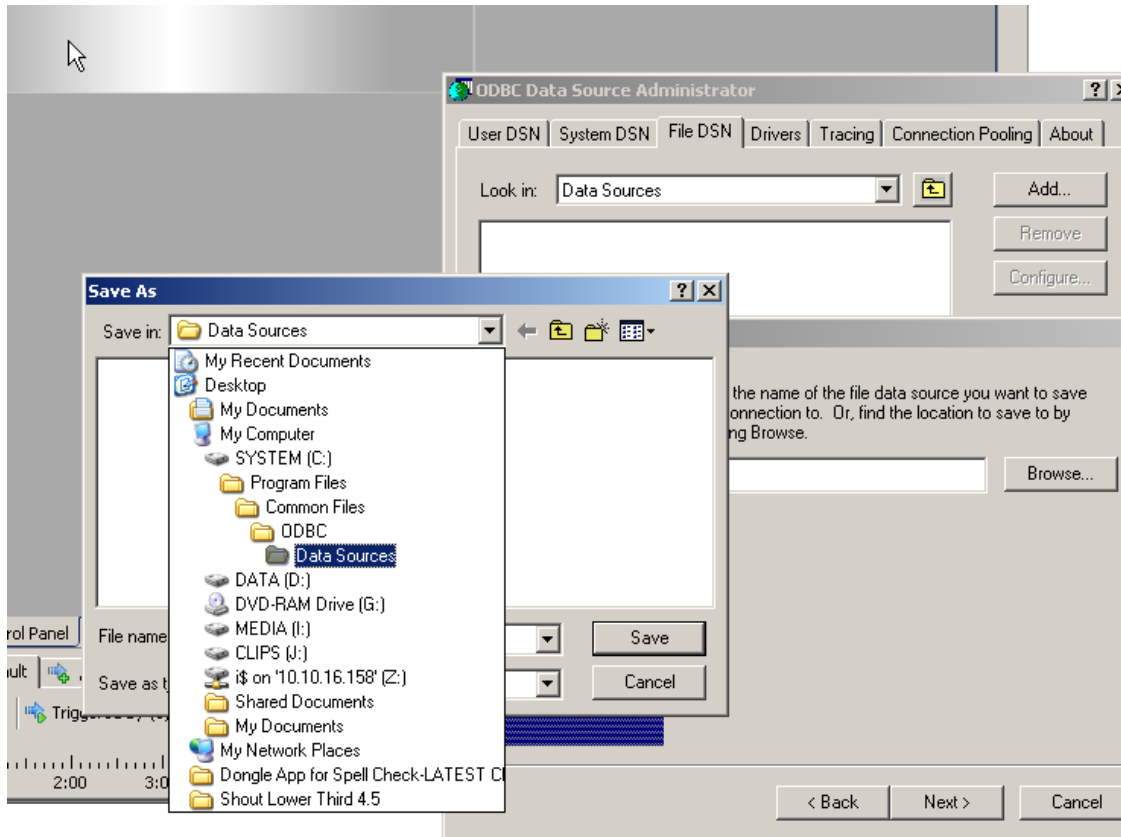 ODBC Data Source Administrator
User DSN System DSN File DSN Drivers Tracing Connection Pooling About
Look in: Data Sources Add...
Remove
Configure...
Save As
Save in: Data Sources
My Recent Documents
Desktop
My Documents
My Computer
SYSTEM (C:)
Program Files
Common Files
ODBC
Data Sources
DATA (D:)
DVD-RAM Drive (G:)
MEDIA (I:)
CLIPS (J:)
i$ on '10.10.16.158' (Z:)
Shared Documents
My Documents
My Network Places
Dongle App for Spell Check-LATEST
Shout Lower Third 4.5
File name
Save
Save as
Cancel
the name of the file data source you want to save
onnection to. Or, find the location to save to by
ng Browse.
Browse...
rol Panel
ult
2:00
< Back Next > Cancel